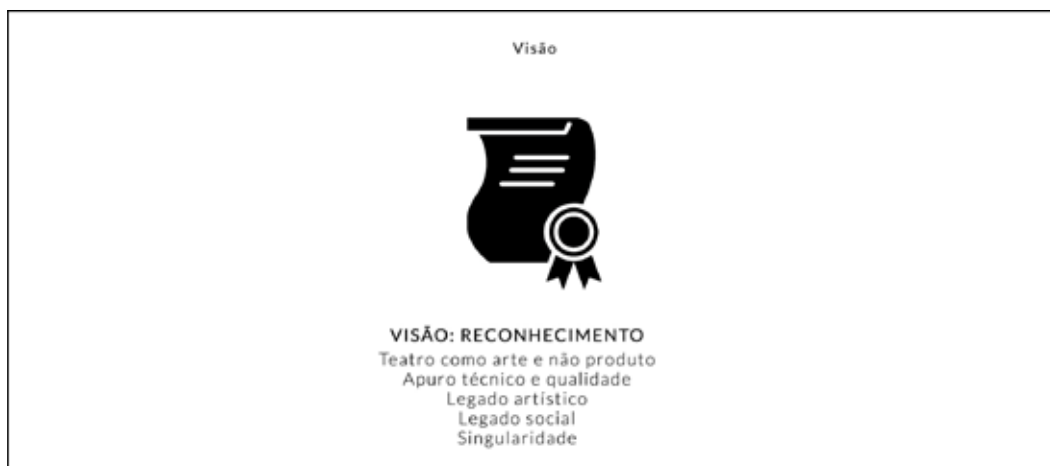 Visão
VISÃO: RECONHECIMENTO
Teatro como arte e não produto
Apuro técnico e qualidade
Legado artístico
Legado social
Singularidade